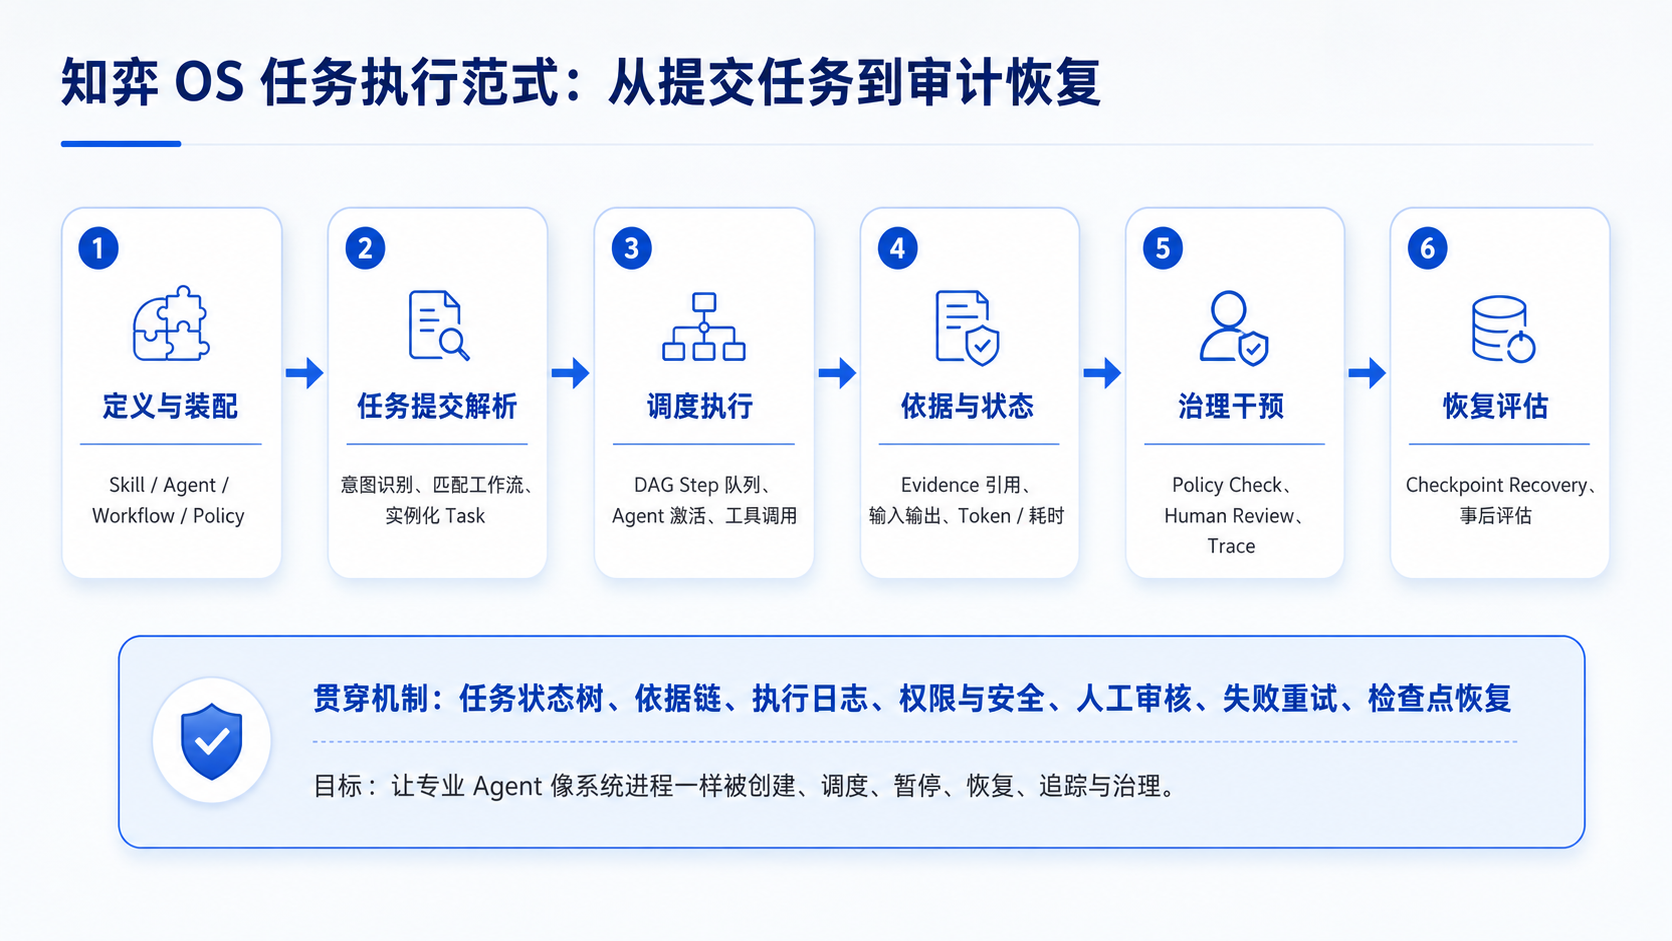 知弈 OS 任务执行范式：从提交任务到审计恢复
1
定义与装配
Skill / Agent /
Workflow / Policy
2
任务提交解析
意图识别、匹配工作流、
实例化 Task
3
调度执行
DAG Step 队列、
Agent 激活、工具调用
4
依据与状态
Evidence 引用、
输入输出、Token / 耗时
5
治理干预
Policy Check、
Human Review、
Trace
6
恢复评估
Checkpoint Recovery、
事后评估
贯穿机制：任务状态树、依据链、执行日志、权限与安全、人工审核、失败重试、检查点恢复
目标：让专业 Agent 像系统进程一样被创建、调度、暂停、恢复、追踪与治理。